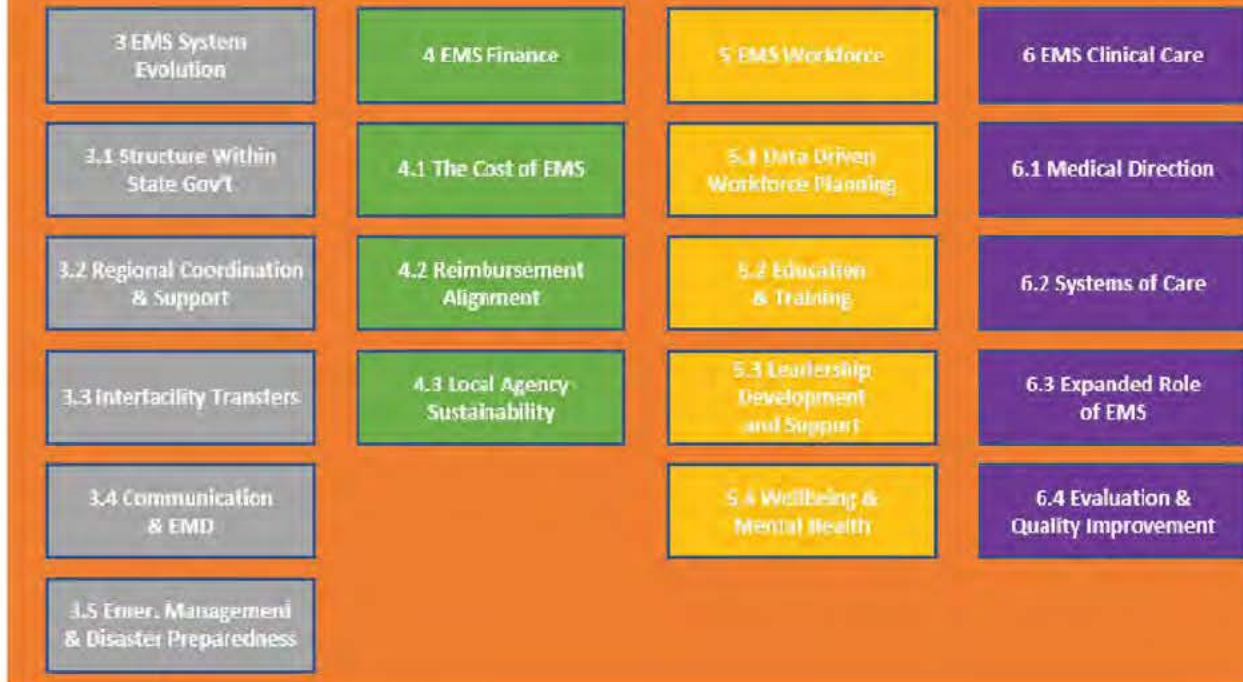 3 EMS System
Evolution
3.1 Structure Within
State Gov't
3.2 Regional Coordination
& Support
3.3 Interfacility Transfers
3.4 Communication
& EMD
3.5 Emer. Management
& Disaster Preparedness
4 EMS Finance
4.1 The Cost of EMS
4.2 Reimbursement
Alignment
4.3 Local Agency
Sustainability
5 EMS Workforce
5.1 Data Driven
Workforce Planning
5.2 Education
& Training
5.3 Leadership
Development
and Support
5.4 Wellbeing &
Mental Health
6 EMS Clinical Care
6.1 Medical Direction
6.2 Systems of Care
6.3 Expanded Role
of EMS
6.4 Evaluation &
Quality Improvement